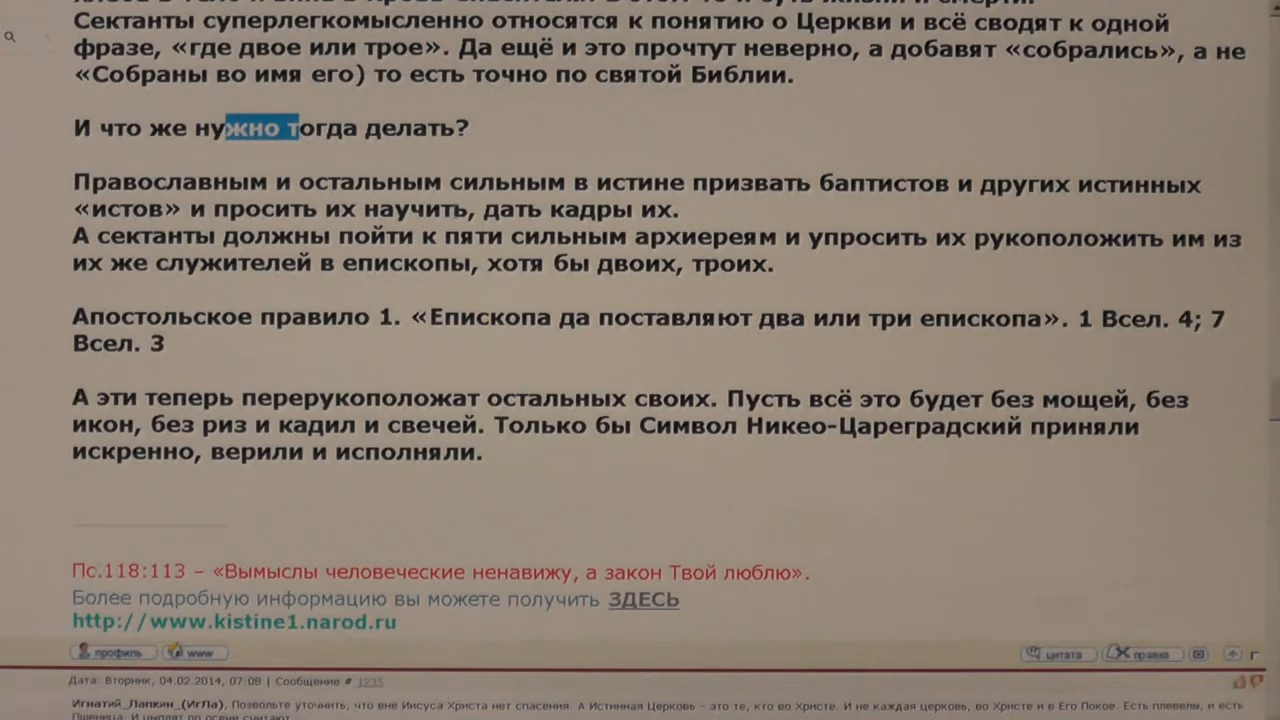 Сектанты суперлегкомысленно относятся к понятию о Церкви и всё сводят к одной
фразе, «где двое или трое». Да ещё и это прочтут неверно, а добавят «собрались», а не
«Собраны во имя его) то есть точно по святой Библии.
И что же нужно тогда делать?
Православным и остальным сильным в истине призвать баптистов и других истинных
«истов» и просить их научить, дать кадры их.
А сектанты должны пойти к пяти сильным архиереям и упросить их рукоположить им из
их же служителей в епископы, хотя бы двоих, троих.
Апостольское правило 1. «Епископа да поставляют два или три епископа». 1 Всел. 4; 7
Всел. 3
А эти теперь перерукоположат остальных своих. Пусть всё это будет без мощей, без
икон, без риз и кадил и свечей. Только бы Символ Никео-Цареградский приняли
искренно, верили и исполняли.
Пс.118:113 – «Вымыслы человеческие ненавижу, а закон Твой люблю».
Более подробную информацию вы можете получить ЗДЕСЬ
http://www.kistine1.narod.ru
профиль www цитата правка
Дата: Вторник, 04.02.2014, 07:08 | Сообщение # 1235
Игнатий_Лапкин_(ИгЛа), Позвольте уточнить, что вне Иисуса Христа нет спасения. А Истинная Церковь - это те, кто во Христе. И не каждая церковь, во Христе и в Его Покое. Есть плевелы, и есть
Пшеница. И цыплят по осени считают